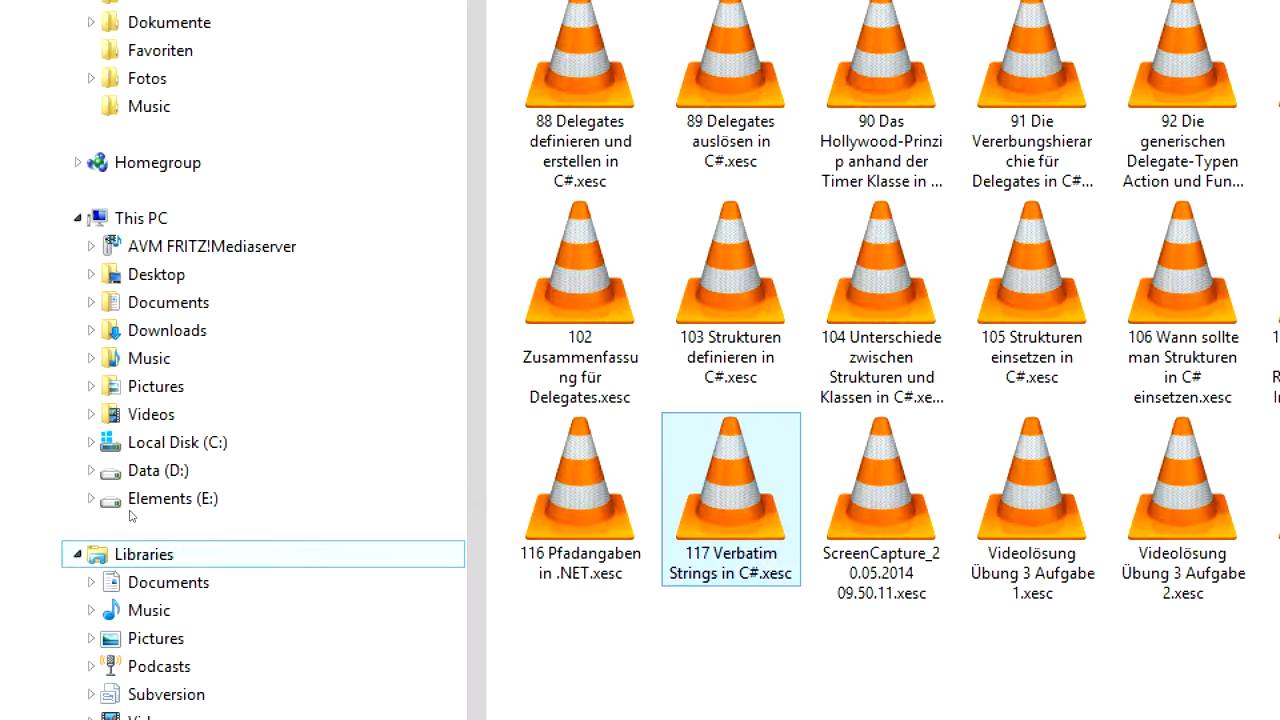 Dokumente
Favoriten
Fotos
Music
Homegroup
This PC
AVM FRITZ!Mediaserver
Desktop
Documents
Downloads
Music
Pictures
Videos
Local Disk (C:)
Data (D:)
Elements (E:)
Libraries
Documents
Music
Pictures
Podcasts
Subversion
88 Delegates
definieren und
erstellen in
C#.xesc
89 Delegates
auslösen in
C#.xesc
90 Das
Hollywood-Prinzi
p anhand der
Timer Klasse in ...
91 Die
Vererbungshierar
chie für
Delegates in C#...
92 Die
generischen
Delegate-Typen
Action und Fun...
102
Zusammenfassu
ng für
Delegates.xesc
103 Strukturen
definieren in
C#.xesc
104 Unterschiede
zwischen
Strukturen und
Klassen in C#.xe...
105 Strukturen
einsetzen in
C#.xesc
106 Wann sollte
man Strukturen
in C#
einsetzen.xesc
116 Pfadangaben
in .NET.xesc
117 Verbatim
Strings in C#.xesc
ScreenCapture_2
0.05.2014
09.50.11.xesc
Videolösung
Übung 3 Aufgabe
1.xesc
Videolösung
Übung 3 Aufgabe
2.xesc